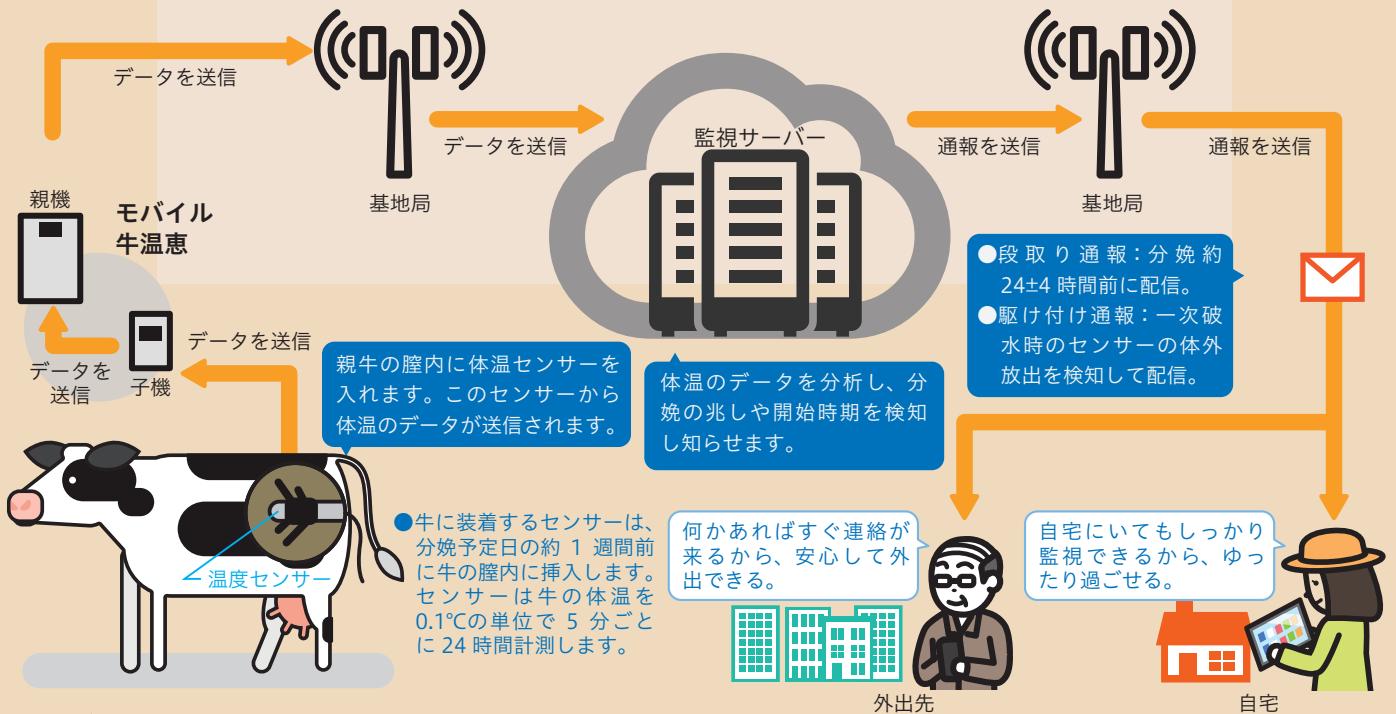 データを送信
基地局
データを送信
監視サーバー
通報を送信
基地局
通報を送信
親機
モバイル
牛温恵
データを
送信
子機
データを送信
親牛の膣内に体温センサーを
入れます。このセンサーから
体温のデータが送信されます。
体温のデータを分析し、分
娩の兆しや開始時期を検知
し知らせます。
●段取り通報：分娩約
24±4 時間前に配信。
●駆け付け通報：一次破
水時のセンサーの体外
放出を検知して配信。
温度センサー
●牛に装着するセンサーは、
分娩予定日の約 1 週間前
に牛の膣内に挿入します。
センサーは牛の体温を
0.1℃の単位で 5 分ごと
に 24 時間計測します。
何かあればすぐ連絡が
来るから、安心して外
出できる。
外出先
自宅にいてもしっかり
監視できるから、ゆっ
たり過ごせる。
自宅